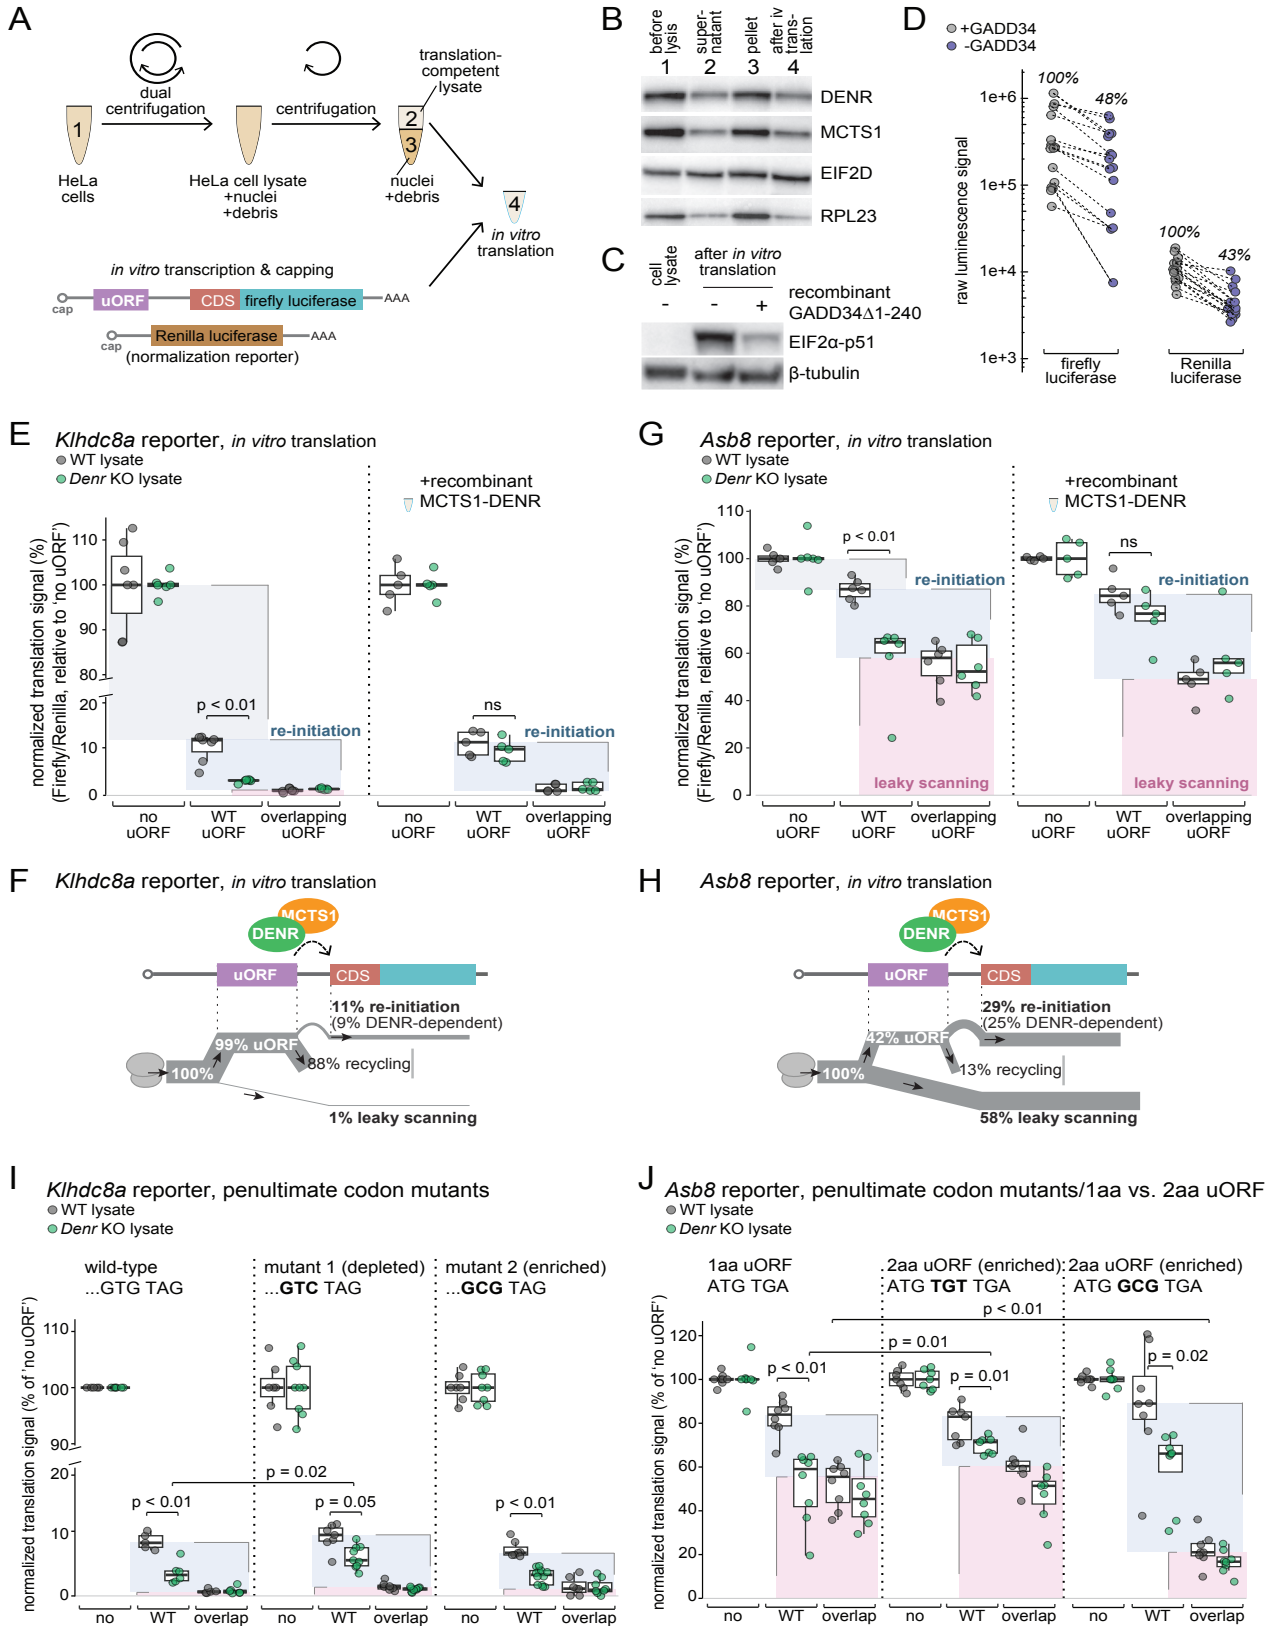 A
dual
centrifugation
centrifugation
translation-
competent
lysate
1
2
3
4
HeLa
cells
HeLa cell lysate
+nuclei
+debris
nuclei
+debris
in vitro
translation
in vitro transcription & capping
cap
uORF
CDS
firefly luciferase
AAA
cap
Renilla luciferase
AAA
(normalization reporter)
B
before
lysis
super-
natant
pellet
after iv
trans-
lation
1 2 3 4
DENR
MCTS1
EIF2D
RPL23
C
cell
lysate
after in vitro
translation
- - +
recombinant
GADD34Δ1-240
EIF2α-p51
β-tubulin
D
+GADD34
-GADD34
raw luminescence signal
1e+6
1e+5
1e+4
1e+3
100%
48%
100%
43%
firefly
luciferase
Renilla
luciferase
E
Klhdc8a reporter, in vitro translation
WT lysate
Denr KO lysate
+recombinant
MCTS1-DENR
normalized translation signal (%)
(Firefly/Renilla, relative to 'no uORF')
110
100
90
80
20
10
0
p < 0.01
re-initiation
ns
re-initiation
no
uORF
WT
uORF
overlapping
uORF
no
uORF
WT
uORF
overlapping
uORF
G
Asb8 reporter, in vitro translation
WT lysate
Denr KO lysate
+recombinant
MCTS1-DENR
normalized translation signal (%)
(Firefly/Renilla, relative to 'no uORF')
110
100
80
60
40
20
0
p < 0.01
re-initiation
leaky scanning
ns
re-initiation
leaky scanning
no
uORF
WT
uORF
overlapping
uORF
no
uORF
WT
uORF
overlapping
uORF
F
Klhdc8a reporter, in vitro translation
MCTS1
DENR
uORF
CDS
11% re-initiation
(9% DENR-dependent)
99% uORF
88% recycling
100%
1% leaky scanning
H
Asb8 reporter, in vitro translation
MCTS1
DENR
uORF
CDS
29% re-initiation
(25% DENR-dependent)
42% uORF
13% recycling
100%
58% leaky scanning
I
Klhdc8a reporter, penultimate codon mutants
WT lysate
Denr KO lysate
wild-type
...GTG TAG
mutant 1 (depleted)
...GTC TAG
mutant 2 (enriched)
...GCG TAG
normalized translation signal (% of 'no uORF')
110
100
90
20
10
0
p = 0.02
p < 0.01
p = 0.05
p < 0.01
no WT overlap no WT overlap no WT overlap
J
Asb8 reporter, penultimate codon mutants/1aa vs. 2aa uORF
WT lysate
Denr KO lysate
1aa uORF
ATG TGA
2aa uORF (enriched)
ATG TGT TGA
2aa uORF (enriched)
ATG GCG TGA
normalized translation signal (% of 'no uORF')
120
100
80
60
40
20
0
p < 0.01
p = 0.01
p < 0.01
p = 0.01
p = 0.02
no WT overlap no WT overlap no WT overlap